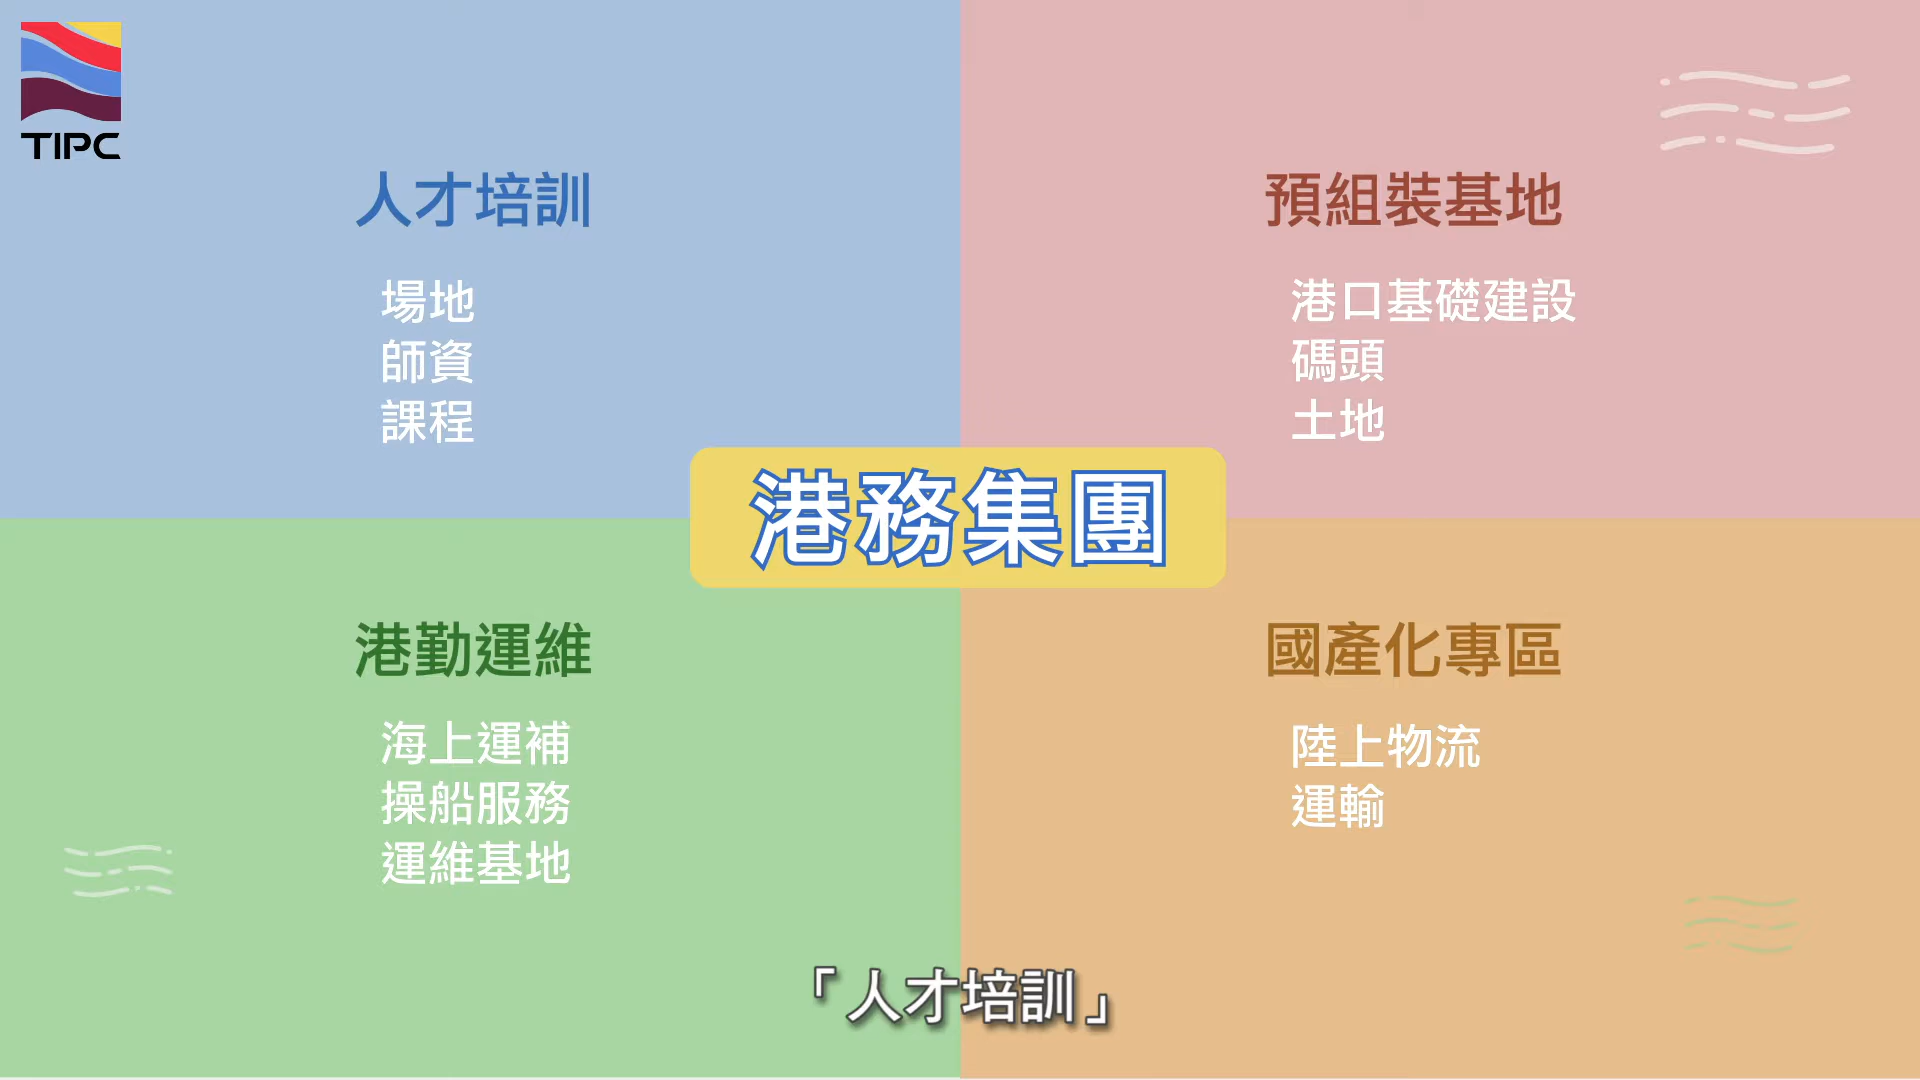 TIPC
人才培訓
場地
師資
課程
預組裝基地
港口基礎建設
碼頭
土地
港務集團
港勤運維
海上運補
操船服務
運維基地
國產化專區
陸上物流
運輸
「人才培訓」